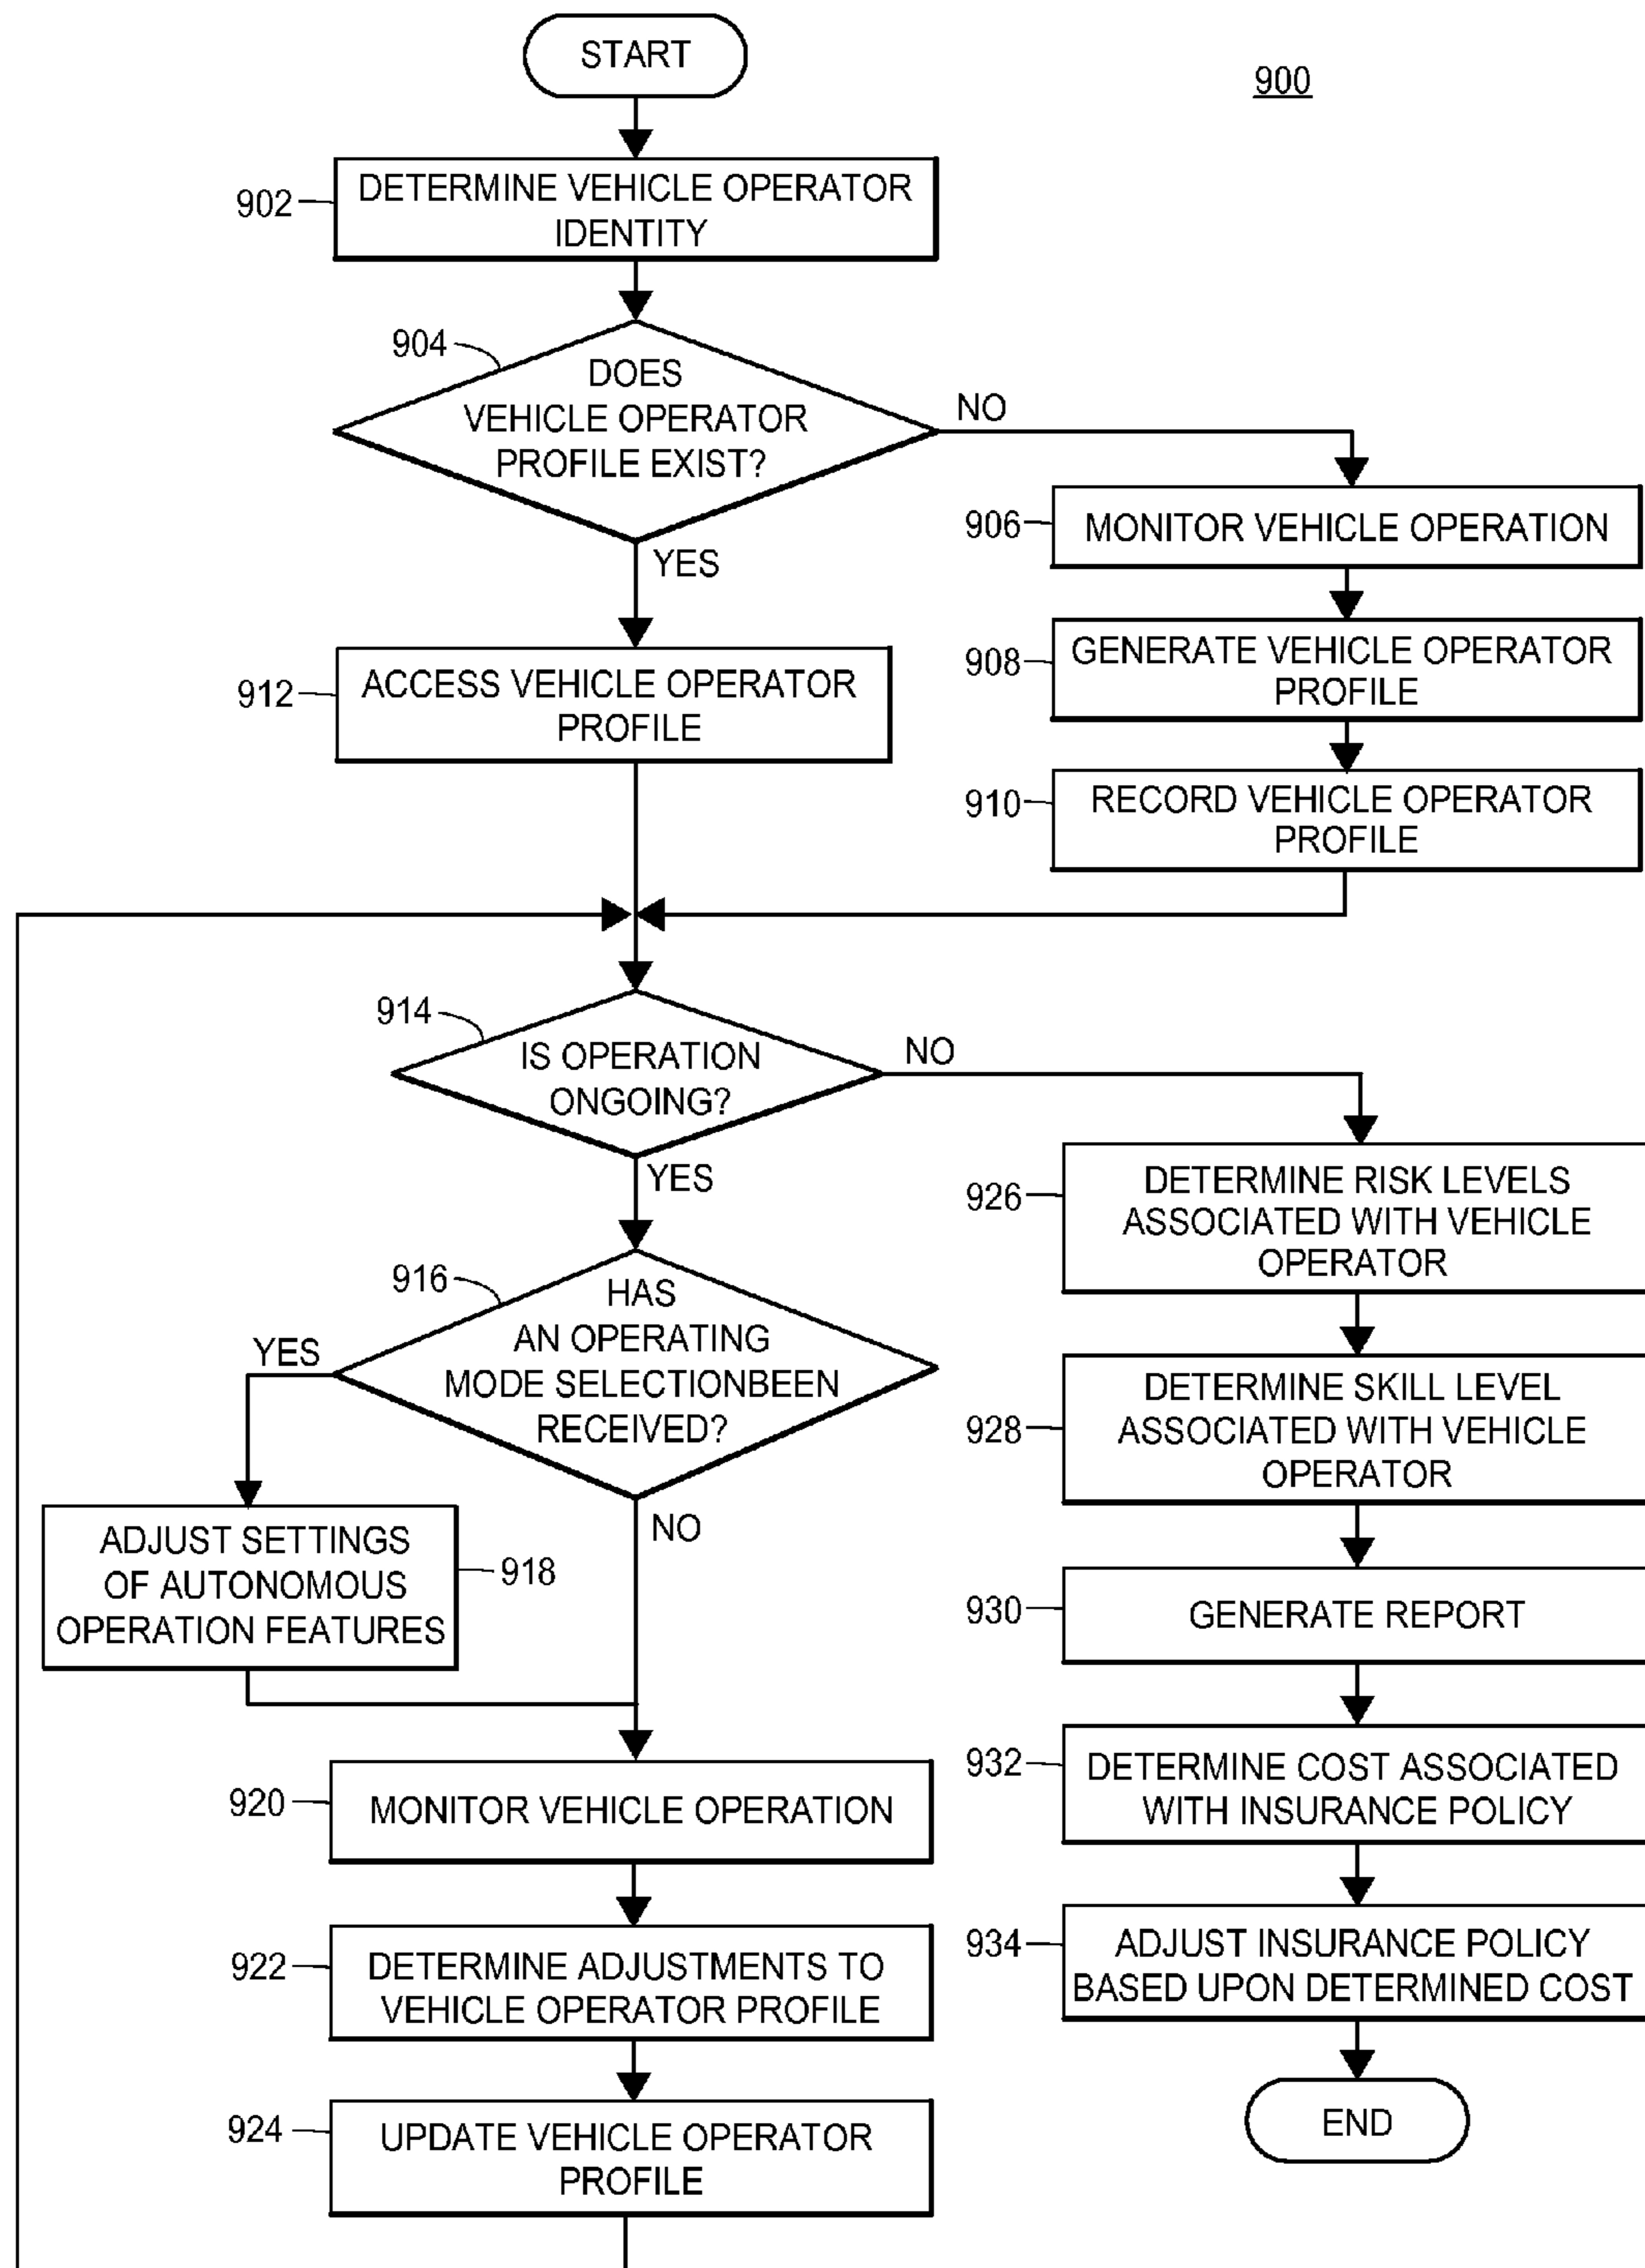 START
900
902
DETERMINE VEHICLE OPERATOR
IDENTITY
904
DOES
VEHICLE OPERATOR
PROFILE EXIST?
NO
YES
906
MONITOR VEHICLE OPERATION
908
GENERATE VEHICLE OPERATOR
PROFILE
910
RECORD VEHICLE OPERATOR
PROFILE
912
ACCESS VEHICLE OPERATOR
PROFILE
914
IS OPERATION
ONGOING?
NO
YES
916
HAS
AN OPERATING
MODE SELECTIONBEEN
RECEIVED?
YES
NO
ADJUST SETTINGS
OF AUTONOMOUS
OPERATION FEATURES
918
920
MONITOR VEHICLE OPERATION
922
DETERMINE ADJUSTMENTS TO
VEHICLE OPERATOR PROFILE
924
UPDATE VEHICLE OPERATOR
PROFILE
926
DETERMINE RISK LEVELS
ASSOCIATED WITH VEHICLE
OPERATOR
928
DETERMINE SKILL LEVEL
ASSOCIATED WITH VEHICLE
OPERATOR
930
GENERATE REPORT
932
DETERMINE COST ASSOCIATED
WITH INSURANCE POLICY
934
ADJUST INSURANCE POLICY
BASED UPON DETERMINED COST
END